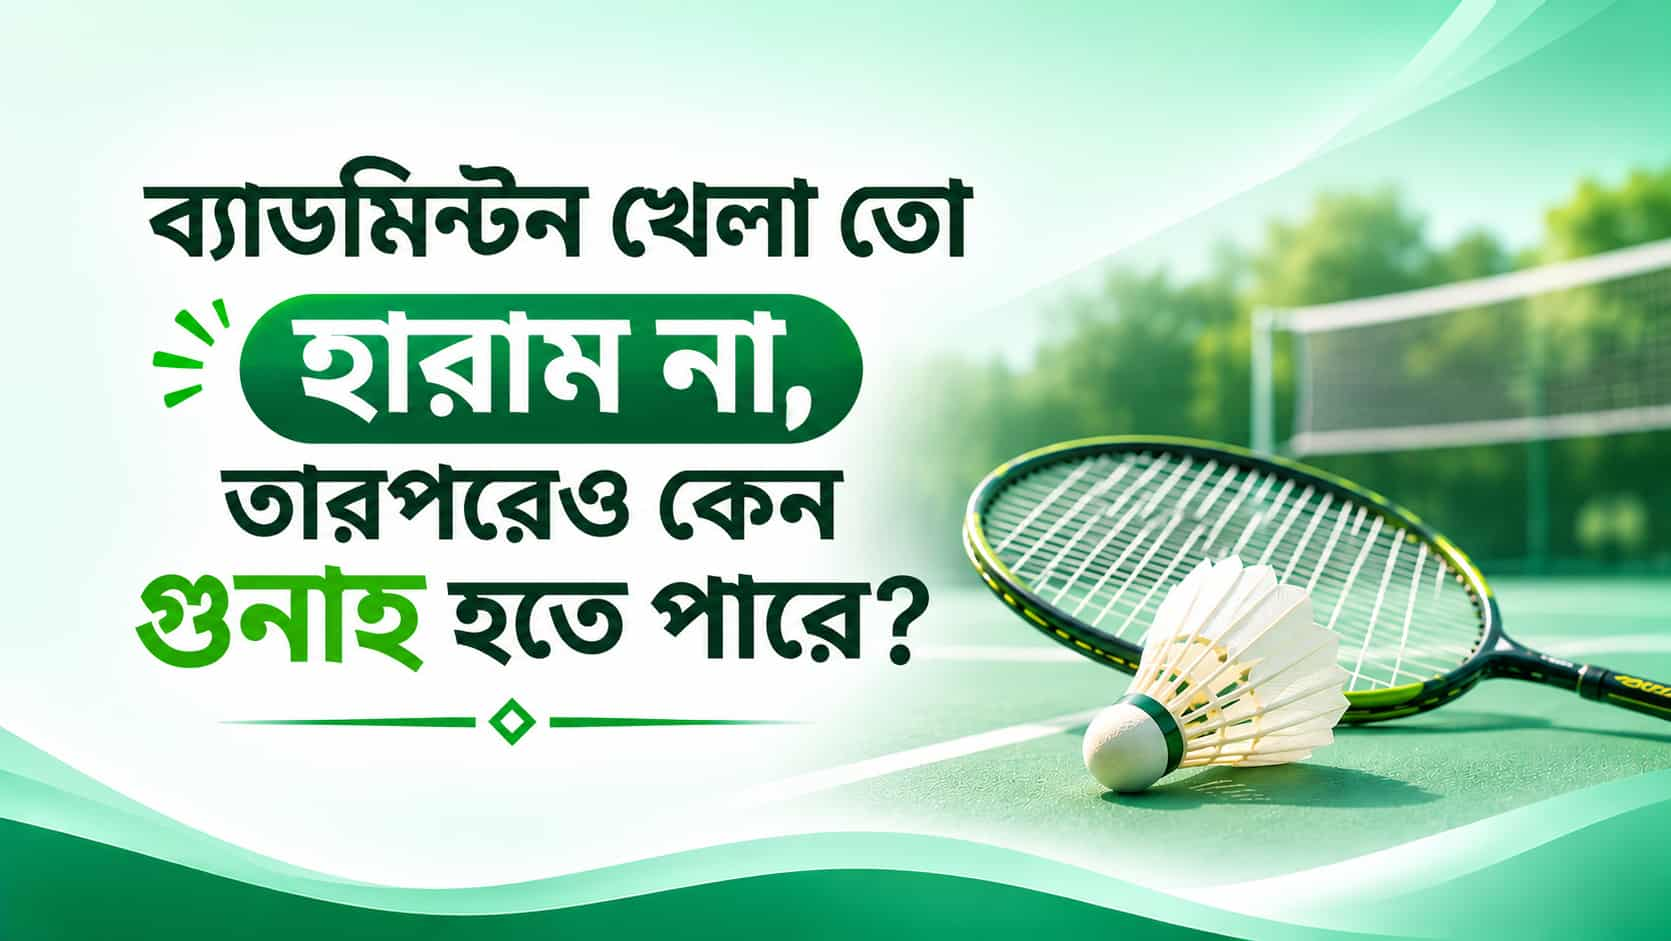 ব্যাডমিন্টন খেলা তো
হারাম না,
তারপরেও কেন
গুনাহ হতে পারে?